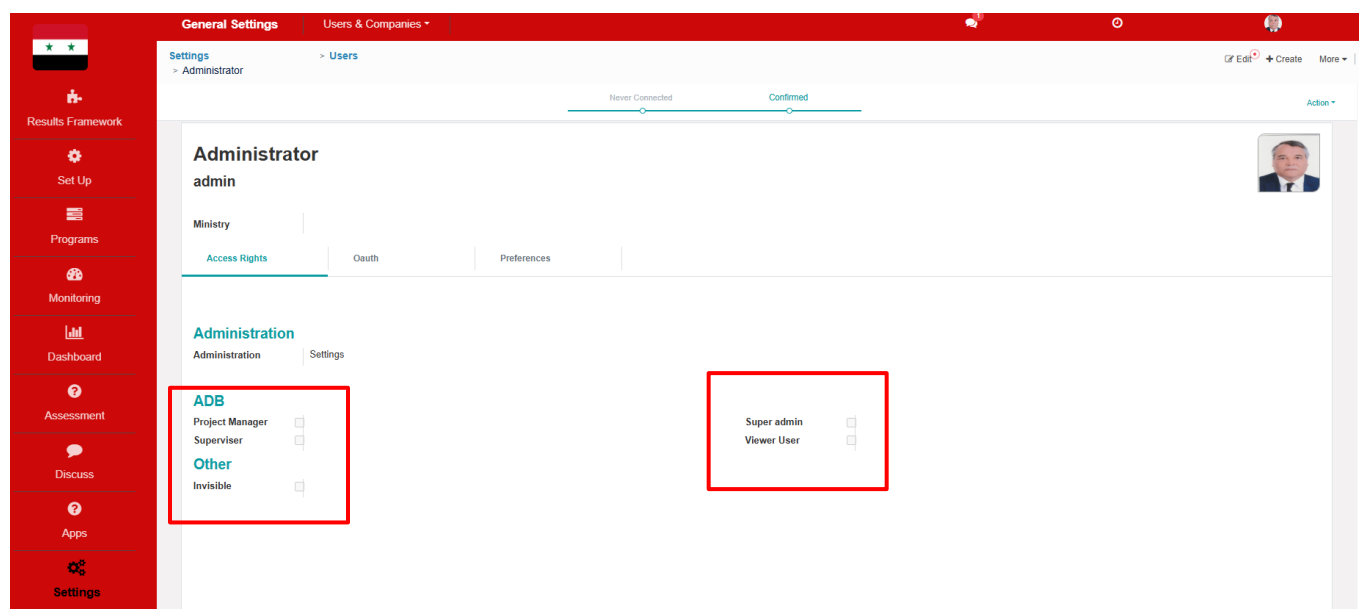 General Settings Users & Companies
1
Settings > Users
> Administrator
Edit + Create More
Never Connected Confirmed
Action
Results Framework
Set Up
Programs
Monitoring
Dashboard
Assessment
Discuss
Apps
Settings
Administrator
admin
Ministry
Access Rights Oauth Preferences
Administration
Administration Settings
ADB
Project Manager Super admin
Superviser Viewer User
Other
Invisible